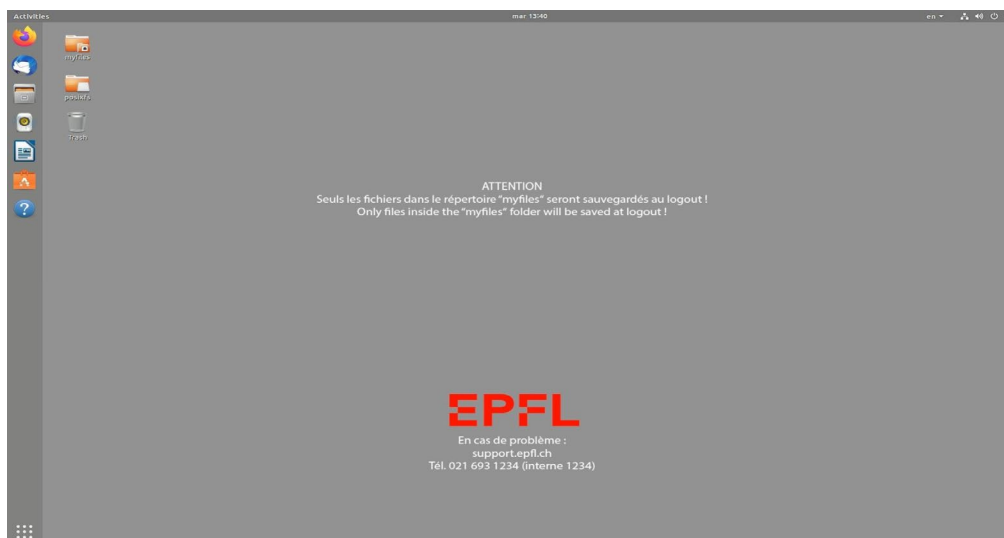 Activities
mar 13:40
en
myfiles
posixfs
Trash
ATTENTION
Seuls les fichiers dans le répertoire "myfiles" seront sauvegardés au logout !
Only files inside the "myfiles" folder will be saved at logout !
EPFL
En cas de problème :
support.epfl.ch
Tél. 021 693 1234 (interne 1234)